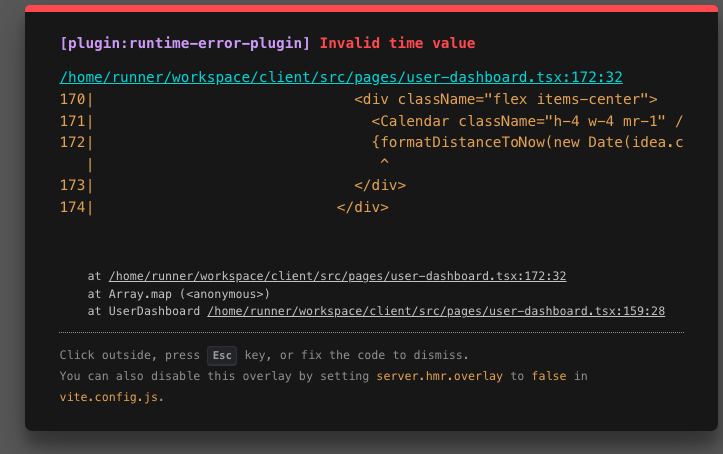 [plugin:runtime-error-plugin] Invalid time value
/home/runner/workspace/client/src/pages/user-dashboard.tsx:172:32
170| <div className="flex items-center">
171| <Calendar className="h-4 w-4 mr-1" /
172| {formatDistanceToNow(new Date(idea.c
| ^
173| </div>
174| </div>
at /home/runner/workspace/client/src/pages/user-dashboard.tsx:172:32
at Array.map (<anonymous>)
at UserDashboard /home/runner/workspace/client/src/pages/user-dashboard.tsx:159:28
Click outside, press Esc key, or fix the code to dismiss.
You can also disable this overlay by setting server.hmr.overlay to false in
vite.config.js.